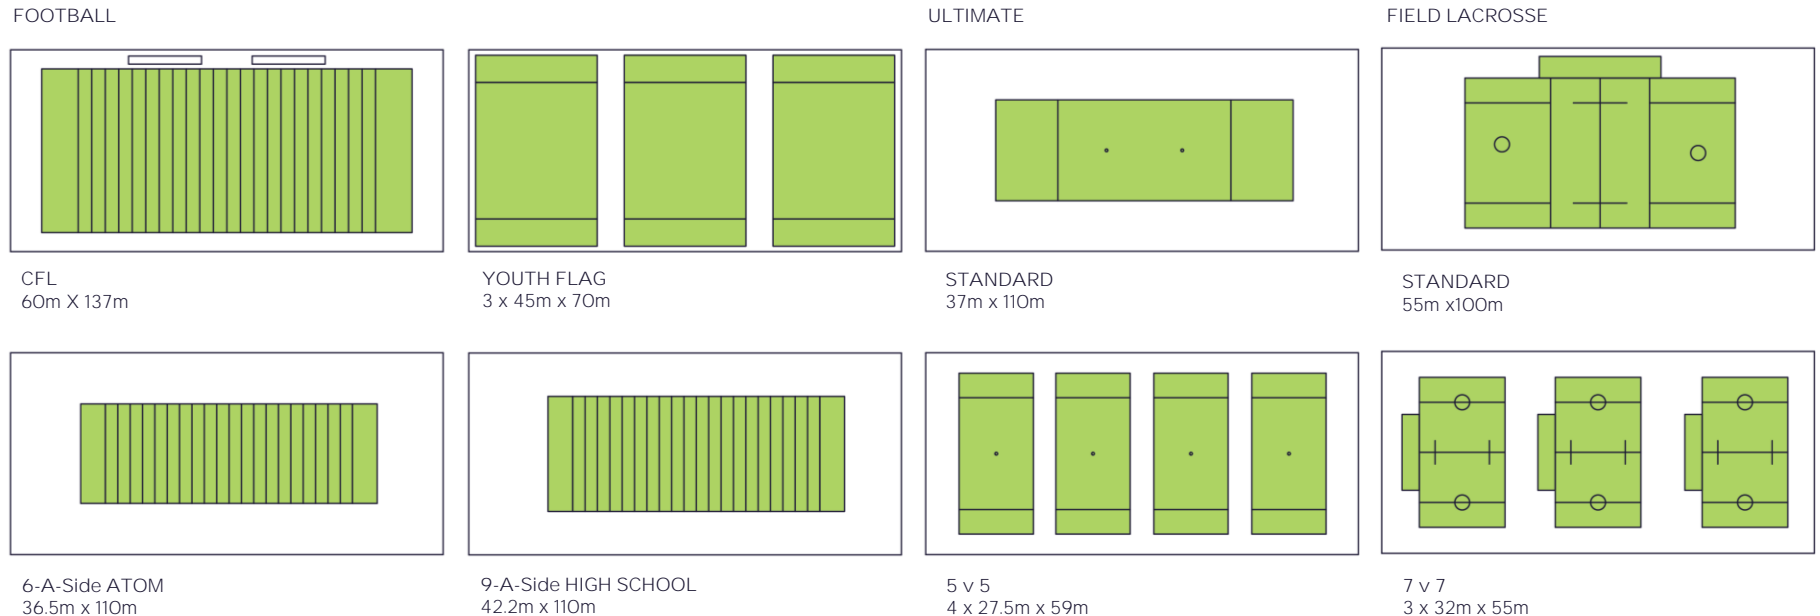 FOOTBALL
ULTIMATE
FIELD LACROSSE
CFL
60m X 137m
YOUTH FLAG
3 x 45m x 70m
STANDARD
37m x 110m
STANDARD
55m x100m
6-A-Side ATOM
36.5m x 110m
9-A-Side HIGH SCHOOL
42.2m x 110m
5 v 5
4 x 27.5m x 59m
7 v 7
3 x 32m x 55m